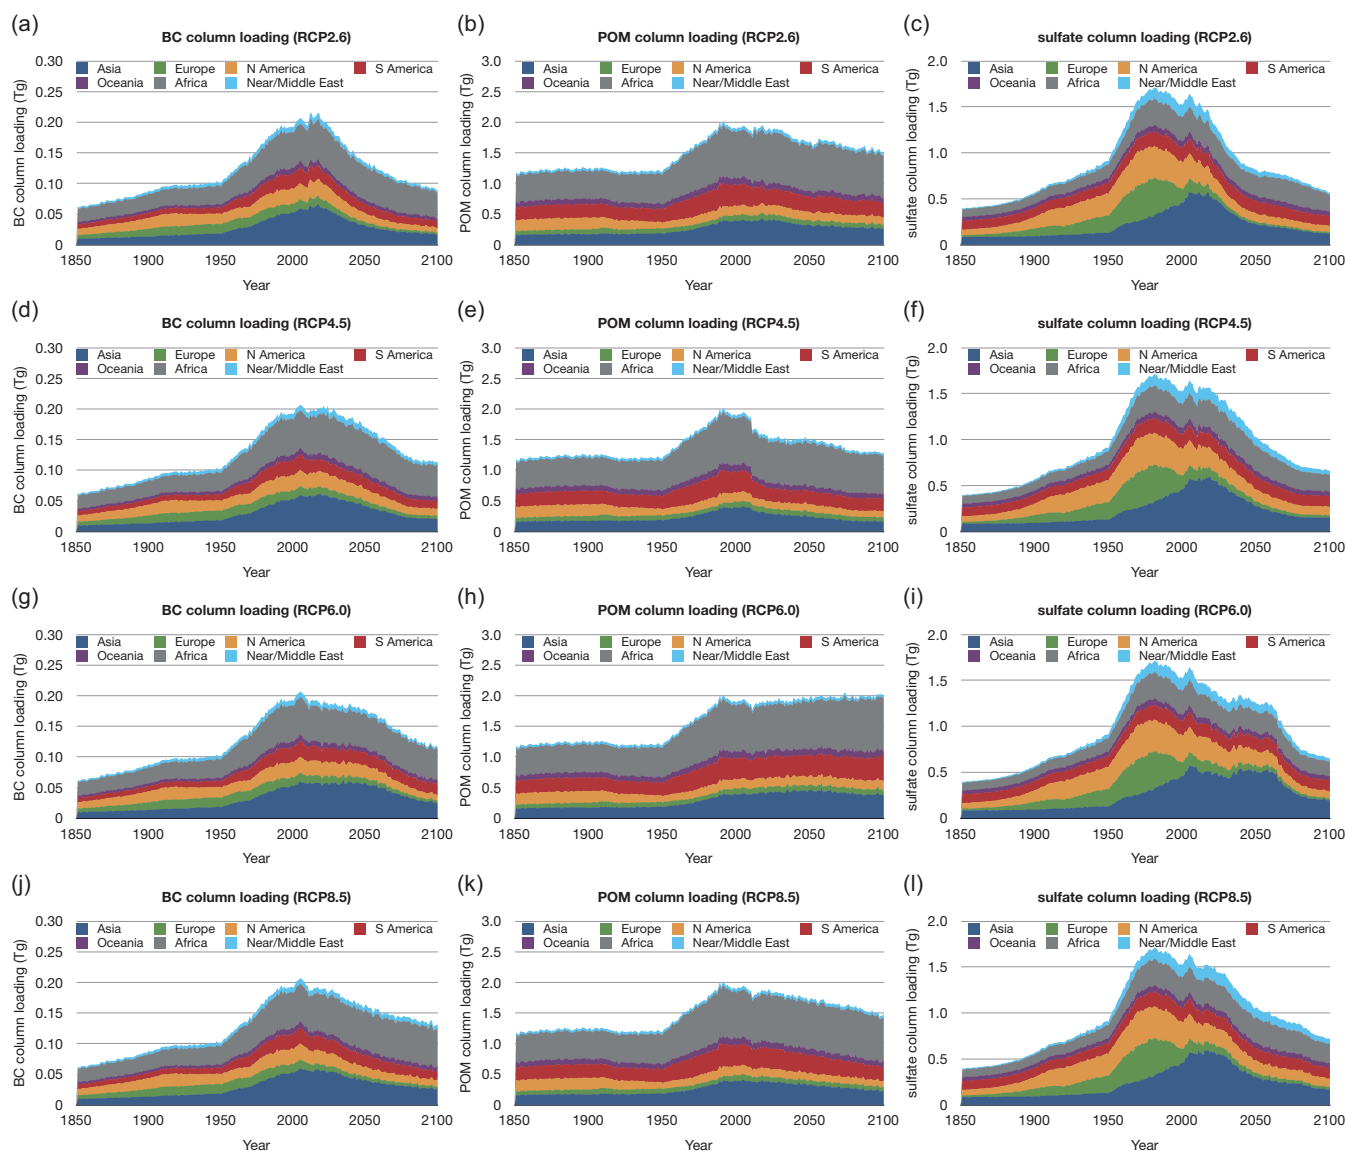 (a)
BC column loading (RCP2.6)
BC column loading (Tg)
0.30
0.25
0.20
0.15
0.10
0.05
0
Asia Europe N America S America
Oceania Africa Near/Middle East
1850 1900 1950 2000 2050 2100
Year
(b)
POM column loading (RCP2.6)
POM column loading (Tg)
3.0
2.5
2.0
1.5
1.0
0.5
0
Asia Europe N America S America
Oceania Africa Near/Middle East
1850 1900 1950 2000 2050 2100
Year
(c)
sulfate column loading (RCP2.6)
sulfate column loading (Tg)
2.0
1.5
1.0
0.5
0
Asia Europe N America S America
Oceania Africa Near/Middle East
1850 1900 1950 2000 2050 2100
Year
(d)
BC column loading (RCP4.5)
BC column loading (Tg)
0.30
0.25
0.20
0.15
0.10
0.05
0
Asia Europe N America S America
Oceania Africa Near/Middle East
1850 1900 1950 2000 2050 2100
Year
(e)
POM column loading (RCP4.5)
POM column loading (Tg)
3.0
2.5
2.0
1.5
1.0
0.5
0
Asia Europe N America S America
Oceania Africa Near/Middle East
1850 1900 1950 2000 2050 2100
Year
(f)
sulfate column loading (RCP4.5)
sulfate column loading (Tg)
2.0
1.5
1.0
0.5
0
Asia Europe N America S America
Oceania Africa Near/Middle East
1850 1900 1950 2000 2050 2100
Year
(g)
BC column loading (RCP6.0)
BC column loading (Tg)
0.30
0.25
0.20
0.15
0.10
0.05
0
Asia Europe N America S America
Oceania Africa Near/Middle East
1850 1900 1950 2000 2050 2100
Year
(h)
POM column loading (RCP6.0)
POM column loading (Tg)
3.0
2.5
2.0
1.5
1.0
0.5
0
Asia Europe N America S America
Oceania Africa Near/Middle East
1850 1900 1950 2000 2050 2100
Year
(i)
sulfate column loading (RCP6.0)
sulfate column loading (Tg)
2.0
1.5
1.0
0.5
0
Asia Europe N America S America
Oceania Africa Near/Middle East
1850 1900 1950 2000 2050 2100
Year
(j)
BC column loading (RCP8.5)
BC column loading (Tg)
0.30
0.25
0.20
0.15
0.10
0.05
0
Asia Europe N America S America
Oceania Africa Near/Middle East
1850 1900 1950 2000 2050 2100
Year
(k)
POM column loading (RCP8.5)
POM column loading (Tg)
3.0
2.5
2.0
1.5
1.0
0.5
0
Asia Europe N America S America
Oceania Africa Near/Middle East
1850 1900 1950 2000 2050 2100
Year
(l)
sulfate column loading (RCP8.5)
sulfate column loading (Tg)
2.0
1.5
1.0
0.5
0
Asia Europe N America S America
Oceania Africa Near/Middle East
1850 1900 1950 2000 2050 2100
Year